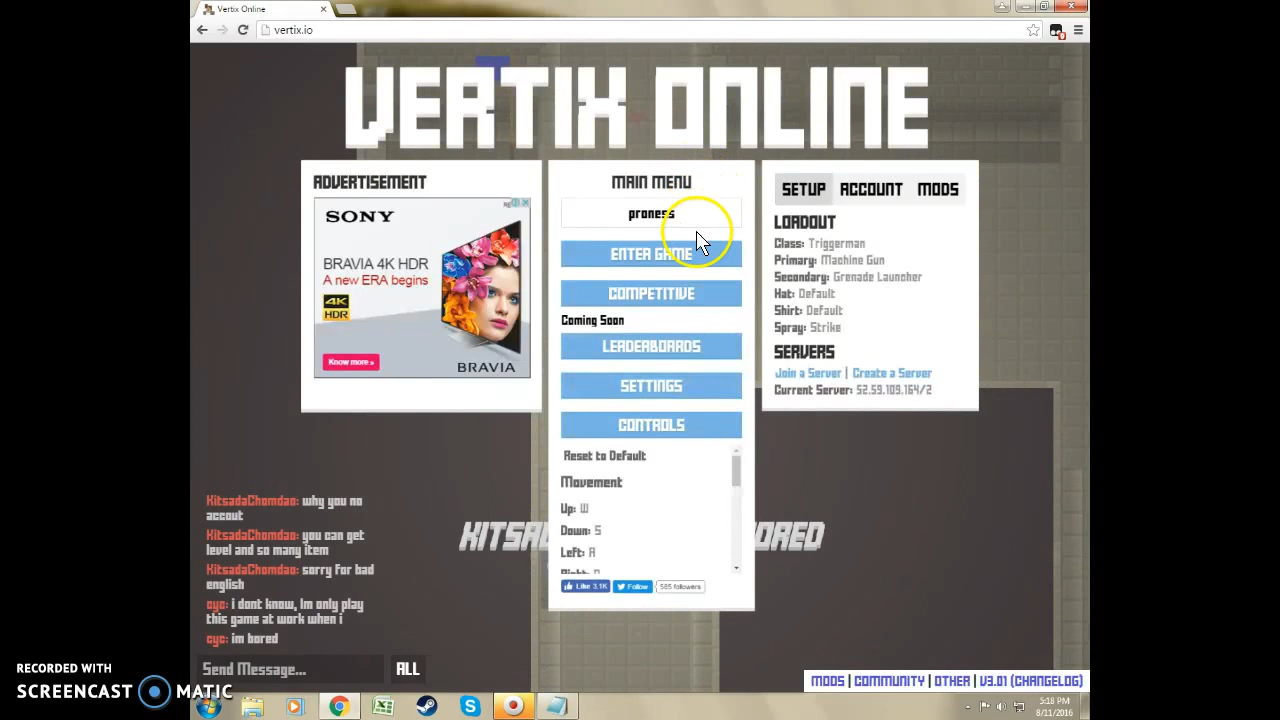 Vertix Online
vertix.io
VERTIX ONLINE
ADVERTISEMENT
SONY
BRAVIA 4K HDR
A new ERA begins
4K
HDR
Know more »
BRAVIA
MAIN MENU
proness
ENTER GAME
COMPETITIVE
Coming Soon
LEADERBOARDS
SETTINGS
CONTROLS
Reset to Default
Movement
Up: W
Down: S
Left: A
Like 3.1K
Follow
585 followers
SETUP ACCOUNT MODS
LOADOUT
Class: Triggerman
Primary: Machine Gun
Secondary: Grenade Launcher
Hat: Default
Shirt: Default
Spray: Strike
SERVERS
Join a Server | Create a Server
Current Server: 52.59.109.164/2
KitsadaChomdao: why you no
accout
KitsadaChomdao: you can get
level and so many item
KitsadaChomdao: sorry for bad
english
cyc: i dont know, Im only play
this game at work when i
cyc: im bored
Send Message...
ALL
MODS | COMMUNITY | OTHER | V3.01 (CHANGELOG)
RECORDED WITH
SCREENCAST MATIC
5:18 PM
8/11/2016